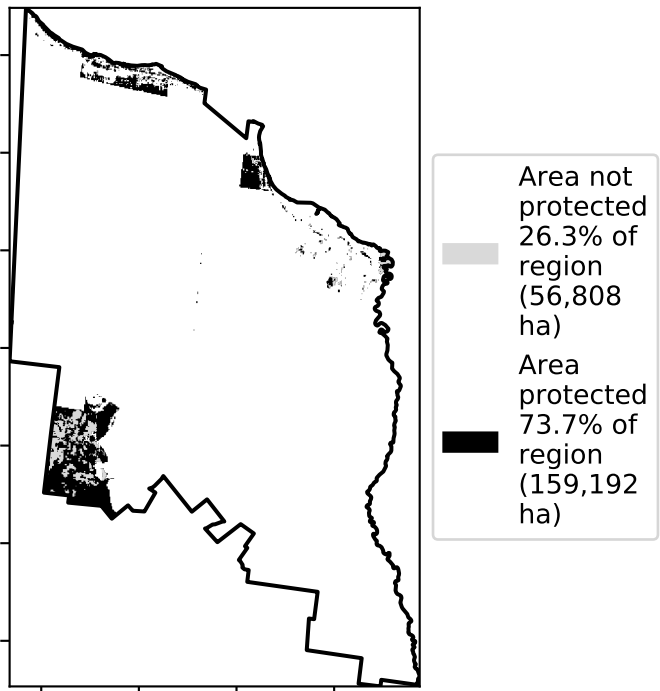 Area not
protected
26.3% of
region
(56,808
ha)
Area
protected
73.7% of
region
(159,192
ha)